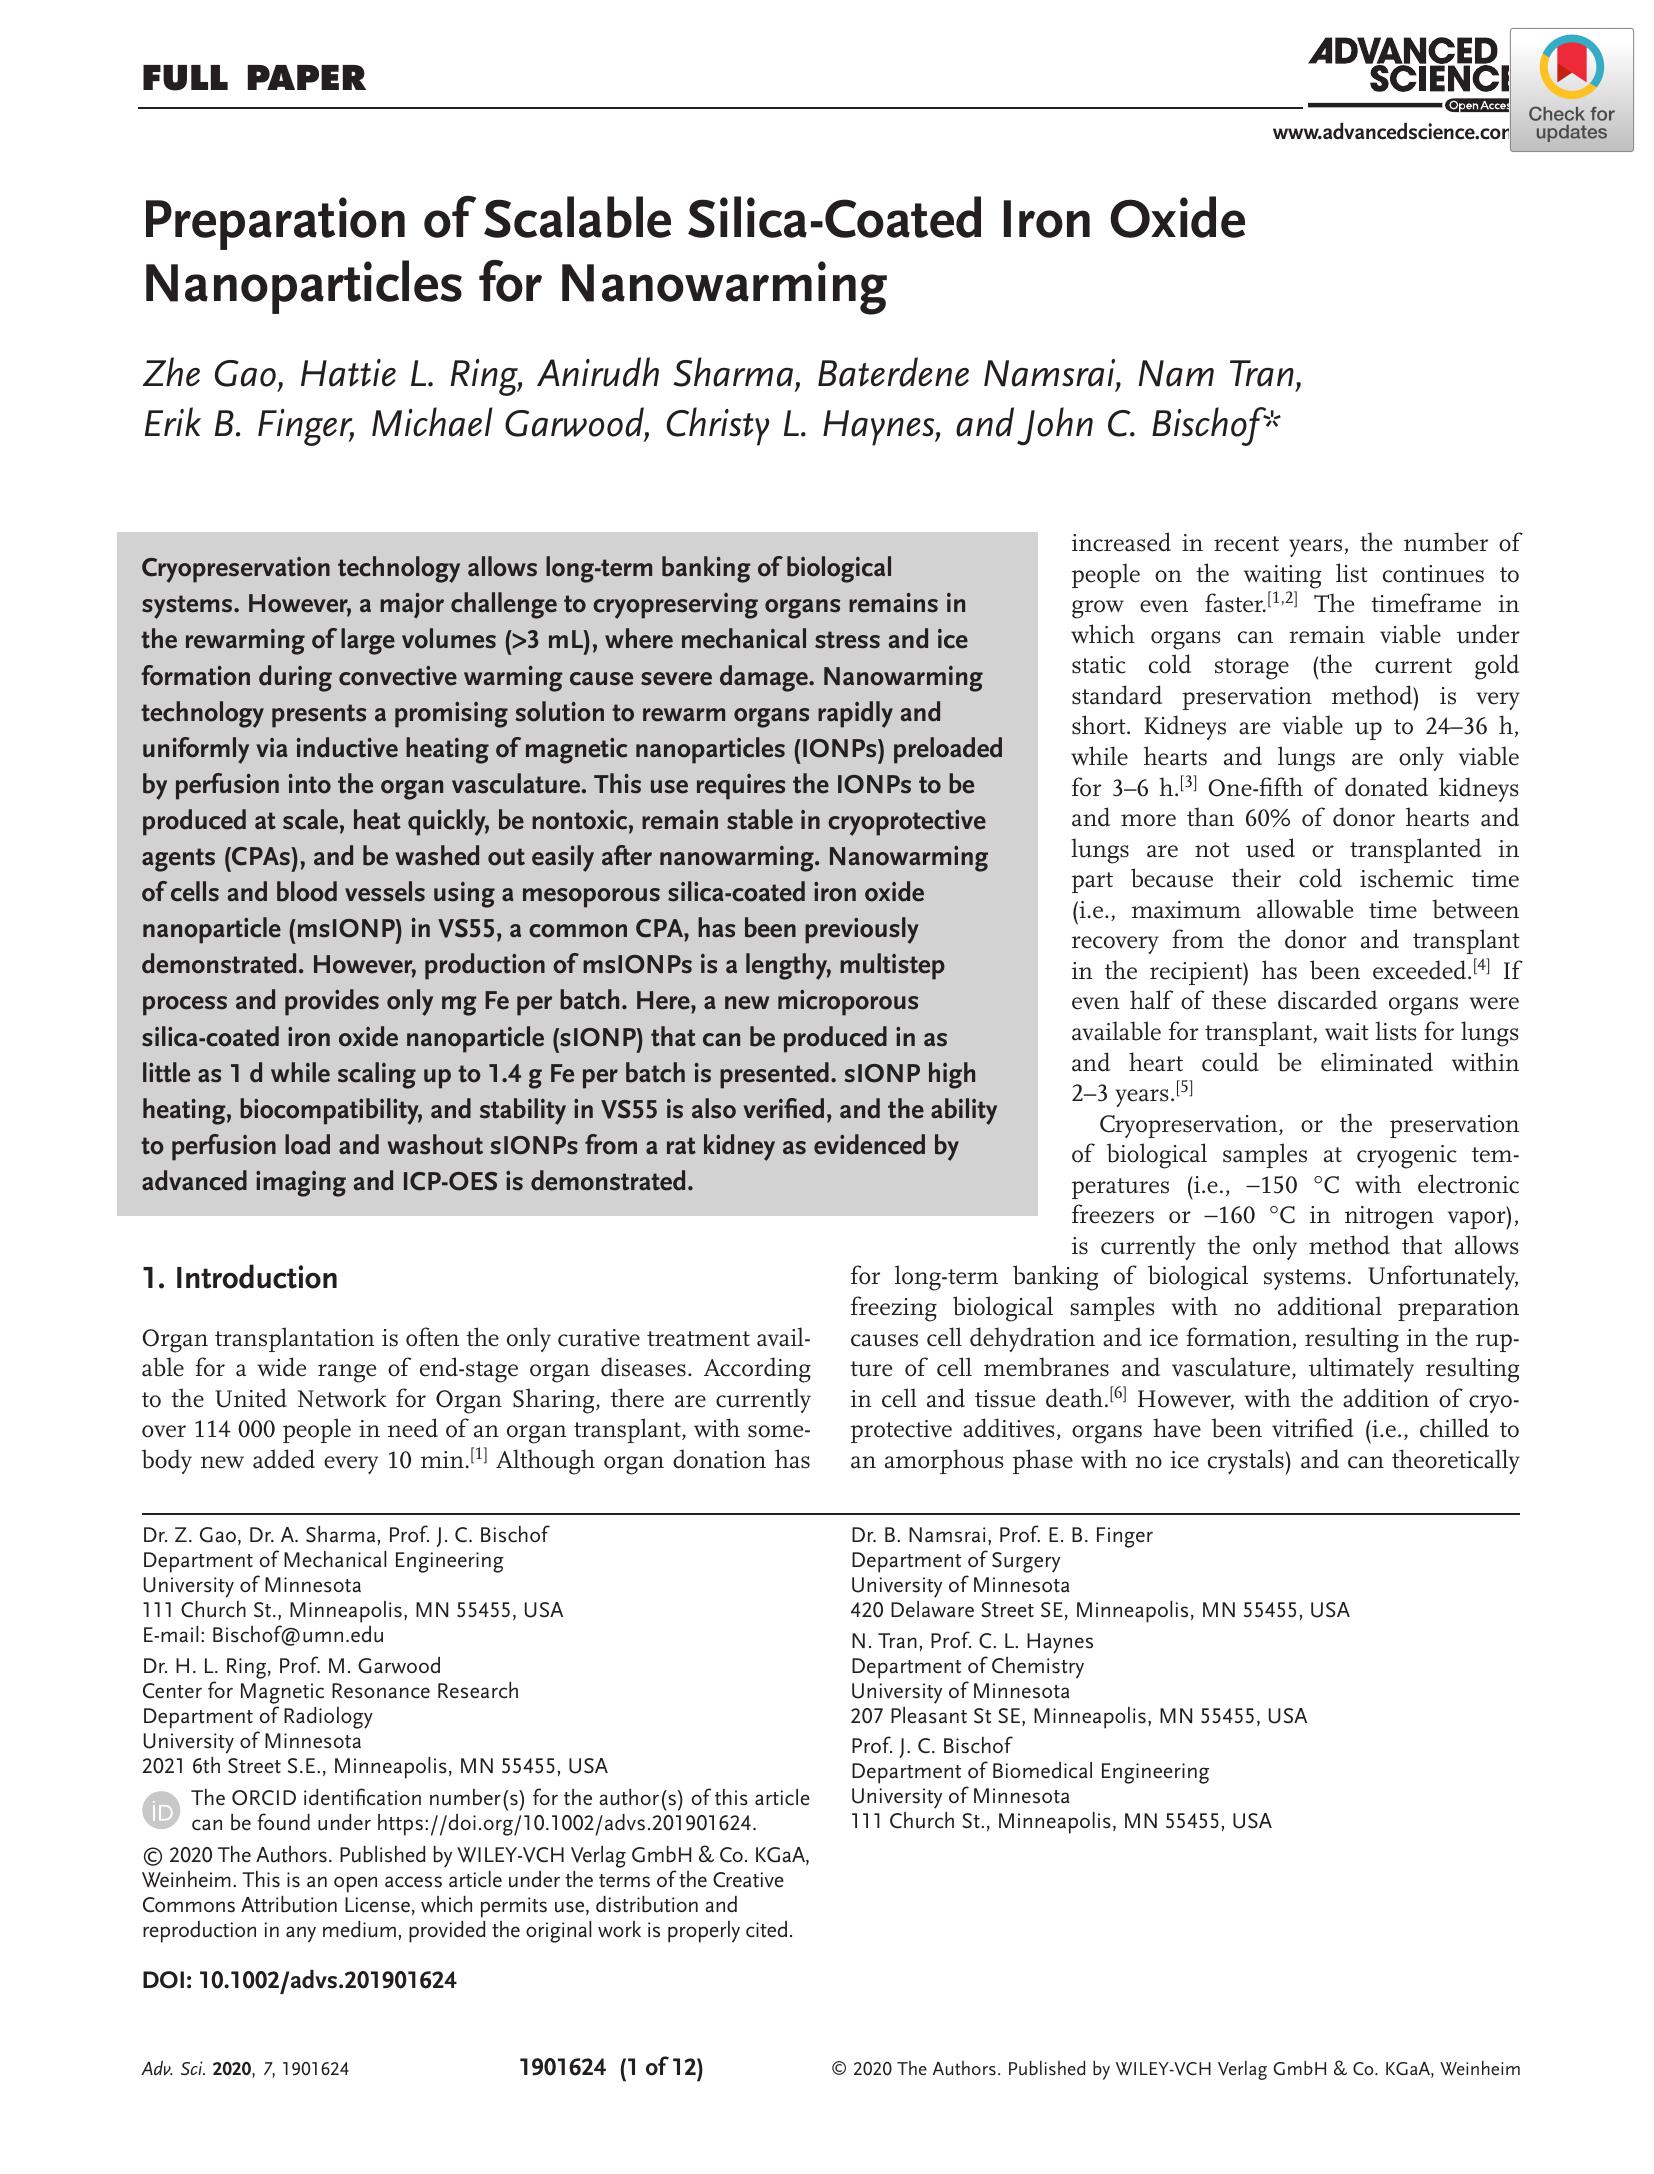 FULL PAPER
ADVANCED
SCIENCE
Open Access
www.advancedscience.com
Check for
updates
Preparation of Scalable Silica-Coated Iron Oxide
Nanoparticles for Nanowarming
Zhe Gao, Hattie L. Ring, Anirudh Sharma, Baterdene Namsrai, Nam Tran,
Erik B. Finger, Michael Garwood, Christy L. Haynes, and John C. Bischof*
Cryopreservation technology allows long-term banking of biological
systems. However, a major challenge to cryopreserving organs remains in
the rewarming of large volumes (>3 mL), where mechanical stress and ice
formation during convective warming cause severe damage. Nanowarming
technology presents a promising solution to rewarm organs rapidly and
uniformly via inductive heating of magnetic nanoparticles (IONPs) preloaded
by perfusion into the organ vasculature. This use requires the IONPs to be
produced at scale, heat quickly, be nontoxic, remain stable in cryoprotective
agents (CPAs), and be washed out easily after nanowarming. Nanowarming
of cells and blood vessels using a mesoporous silica-coated iron oxide
nanoparticle (msIONP) in VS55, a common CPA, has been previously
demonstrated. However, production of msIONPs is a lengthy, multistep
process and provides only mg Fe per batch. Here, a new microporous
silica-coated iron oxide nanoparticle (sIONP) that can be produced in as
little as 1 d while scaling up to 1.4 g Fe per batch is presented. sIONP high
heating, biocompatibility, and stability in VS55 is also verified, and the ability
to perfusion load and washout sIONPs from a rat kidney as evidenced by
advanced imaging and ICP-OES is demonstrated.
1. Introduction
Organ transplantation is often the only curative treatment avail-
able for a wide range of end-stage organ diseases. According
to the United Network for Organ Sharing, there are currently
over 114 000 people in need of an organ transplant, with some-
body new added every 10 min.[1] Although organ donation has
increased in recent years, the number of
people on the waiting list continues to
grow even faster.[1,2] The timeframe in
which organs can remain viable under
static cold storage (the current gold
standard preservation method) is very
short. Kidneys are viable up to 24–36 h,
while hearts and lungs are only viable
for 3–6 h.[3] One-fifth of donated kidneys
and more than 60% of donor hearts and
lungs are not used or transplanted in
part because their cold ischemic time
(i.e., maximum allowable time between
recovery from the donor and transplant
in the recipient) has been exceeded.[4] If
even half of these discarded organs were
available for transplant, wait lists for lungs
and heart could be eliminated within
2–3 years.[5]
Cryopreservation, or the preservation
of biological samples at cryogenic tem-
peratures (i.e., −150 °C with electronic
freezers or −160 °C in nitrogen vapor),
is currently the only method that allows
for long-term banking of biological systems. Unfortunately,
freezing biological samples with no additional preparation
causes cell dehydration and ice formation, resulting in the rup-
ture of cell membranes and vasculature, ultimately resulting
in cell and tissue death.[6] However, with the addition of cryo-
protective additives, organs have been vitrified (i.e., chilled to
an amorphous phase with no ice crystals) and can theoretically
Dr. Z. Gao, Dr. A. Sharma, Prof. J. C. Bischof
Department of Mechanical Engineering
University of Minnesota
111 Church St., Minneapolis, MN 55455, USA
E-mail: Bischof@umn.edu
Dr. H. L. Ring, Prof. M. Garwood
Center for Magnetic Resonance Research
Department of Radiology
University of Minnesota
2021 6th Street S.E., Minneapolis, MN 55455, USA
iD
The ORCID identification number(s) for the author(s) of this article
can be found under https://doi.org/10.1002/advs.201901624.
© 2020 The Authors. Published by WILEY-VCH Verlag GmbH & Co. KGaA,
Weinheim. This is an open access article under the terms of the Creative
Commons Attribution License, which permits use, distribution and
reproduction in any medium, provided the original work is properly cited.
DOI: 10.1002/advs.201901624
Dr. B. Namsrai, Prof. E. B. Finger
Department of Surgery
University of Minnesota
420 Delaware Street SE, Minneapolis, MN 55455, USA
N. Tran, Prof. C. L. Haynes
Department of Chemistry
University of Minnesota
207 Pleasant St SE, Minneapolis, MN 55455, USA
Prof. J. C. Bischof
Department of Biomedical Engineering
University of Minnesota
111 Church St., Minneapolis, MN 55455, USA
Adv. Sci. 2020, 7, 1901624
1901624 (1 of 12)
© 2020 The Authors. Published by WILEY-VCH Verlag GmbH & Co. KGaA, Weinheim